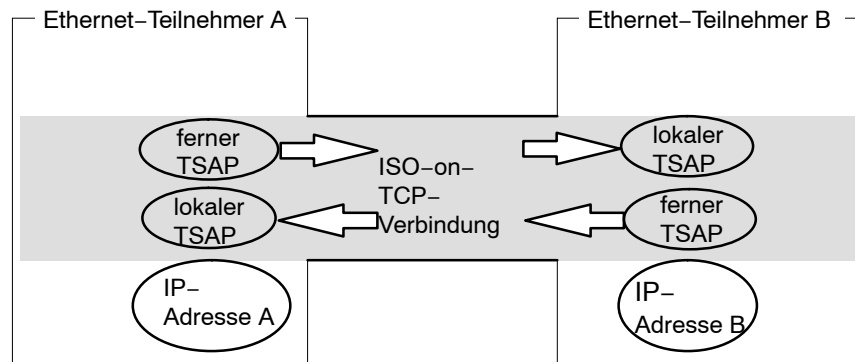 Ethernet–Teilnehmer A
Ethernet–Teilnehmer B
ferner
TSAP
lokaler
TSAP
ISO–on–
TCP–
Verbindung
lokaler
TSAP
ferner
TSAP
IP–
Adresse A
IP–
Adresse B